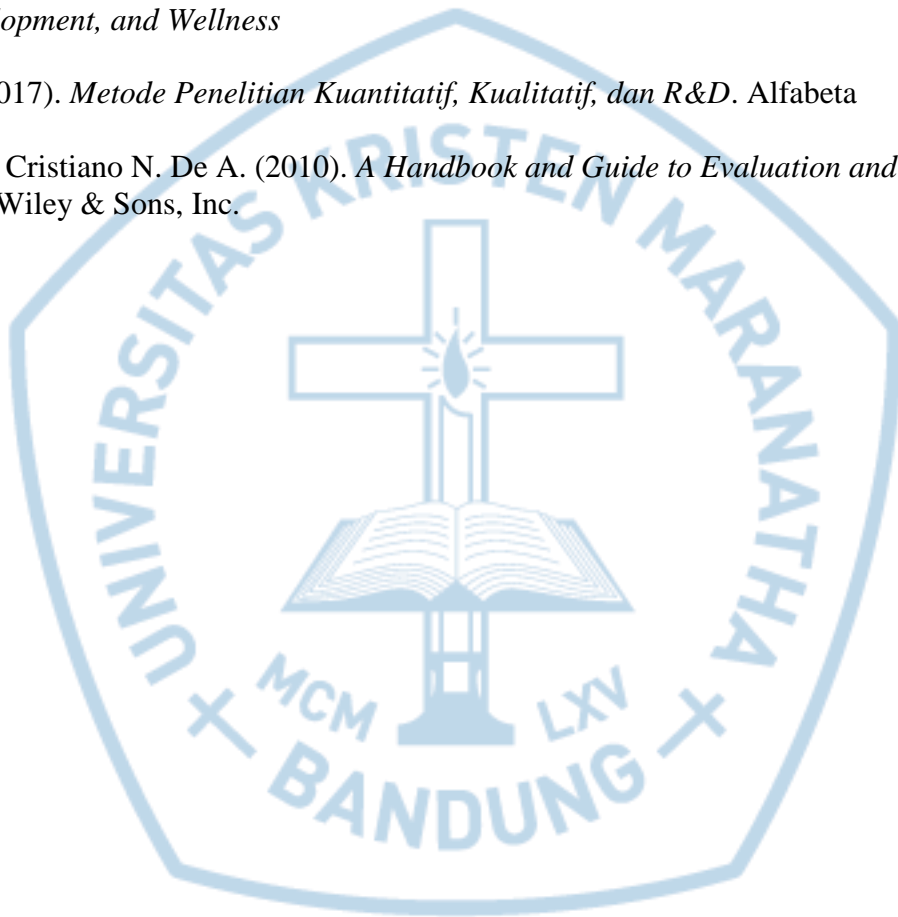 lopment, and Wellness
017). Metode Penelitian Kuantitatif, Kualitatif, dan R&D. Alfabeta
Cristiano N. De A. (2010). A Handbook and Guide to Evaluation and
Wiley & Sons, Inc.
UNIVERSITAS KRISTEN MARANATHA
MCM LXV
BANDUNG